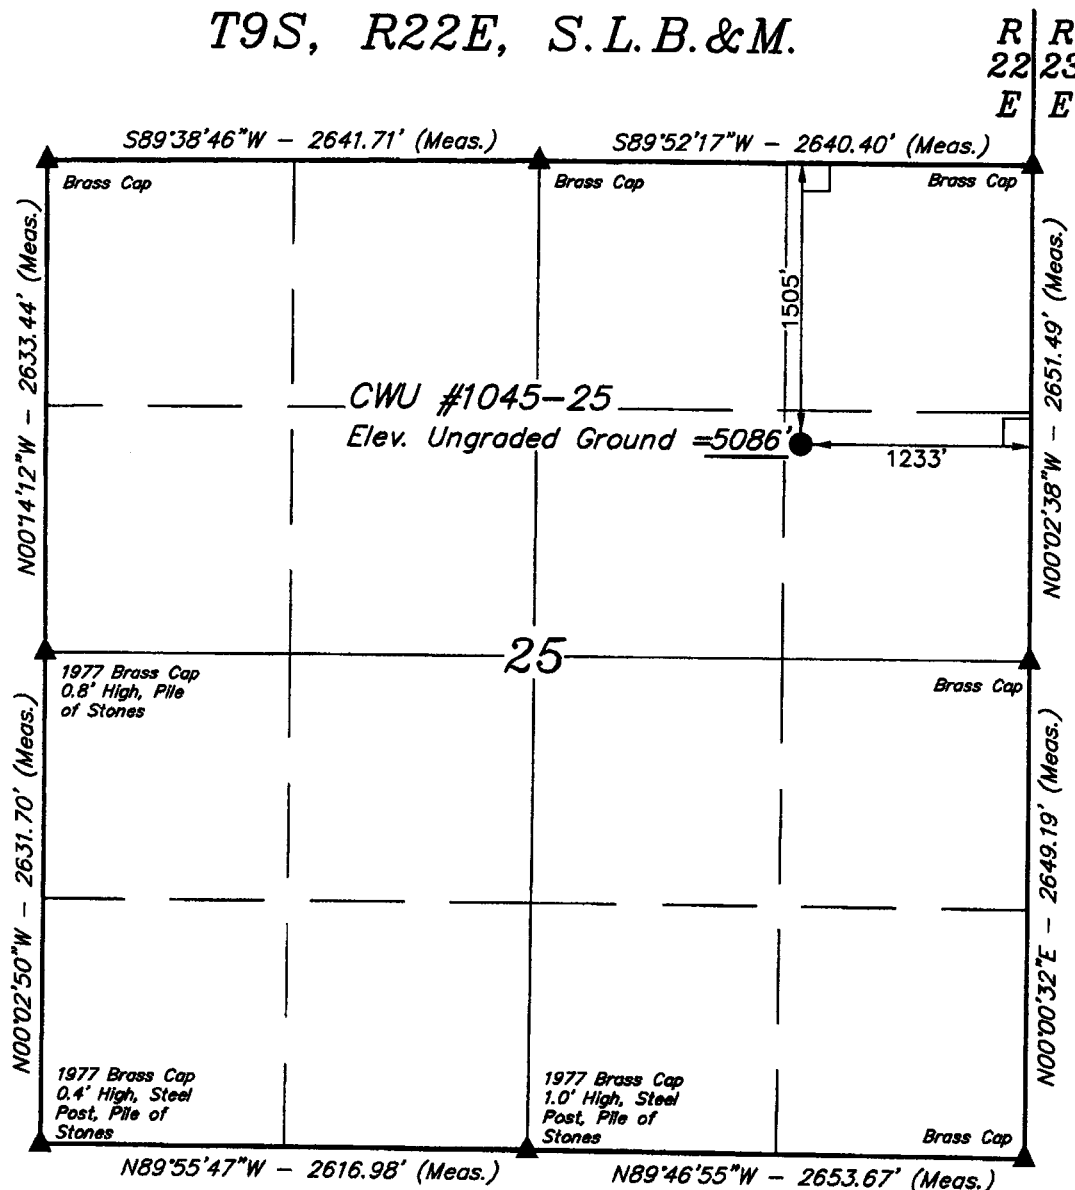 T9S, R22E, S.L.B.&M.
R R
22 23
E E
S89°38'46"W - 2641.71' (Meas.)
S89°52'17"W - 2640.40' (Meas.)
Brass Cap
Brass Cap
Brass Cap
N00°14'12"W - 2633.44' (Meas.)
1505'
N00°02'38"W - 2651.49' (Meas.)
CWU #1045-25
Elev. Ungraded Ground = 5086'
1233'
25
1977 Brass Cap
0.8' High, Pile
of Stones
Brass Cap
N00°02'50"W - 2631.70' (Meas.)
N00°00'32"E - 2649.19' (Meas.)
1977 Brass Cap
0.4' High, Steel
Post, Pile of
Stones
1977 Brass Cap
1.0' High, Steel
Post, Pile of
Stones
Brass Cap
N89°55'47"W - 2616.98' (Meas.)
N89°46'55"W - 2653.67' (Meas.)